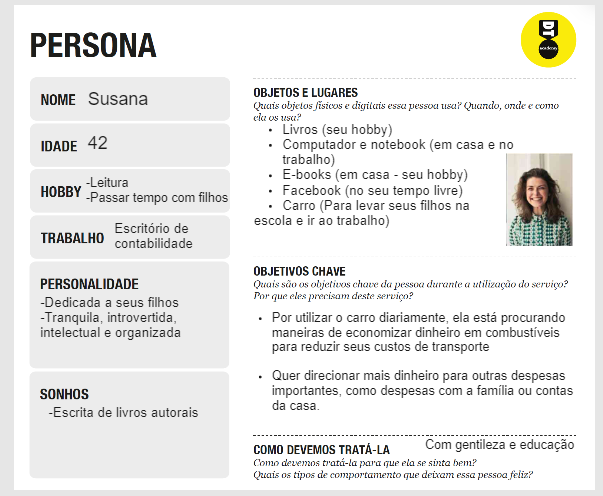 PERSONA
DT
academy
NOME Susana
IDADE 42
HOBBY -Leitura
-Passar tempo com filhos
TRABALHO Escritório de
contabilidade
PERSONALIDADE
-Dedicada a seus filhos
-Tranquila, introvertida,
intelectual e organizada
SONHOS
-Escrita de livros autorais
OBJETOS E LUGARES
Quais objetos físicos e digitais essa pessoa usa? Quando, onde e como
ela os usa?
• Livros (seu hobby)
• Computador e notebook (em casa e no
trabalho)
• E-books (em casa - seu hobby)
• Facebook (no seu tempo livre)
• Carro (Para levar seus filhos na
escola e ir ao trabalho)
OBJETIVOS CHAVE
Quais são os objetivos chave da pessoa durante a utilização do serviço?
Por que eles precisam deste serviço?
• Por utilizar o carro diariamente, ela está procurando
maneiras de economizar dinheiro em combustíveis
para reduzir seus custos de transporte
• Quer direcionar mais dinheiro para outras despesas
importantes, como despesas com a família ou contas
da casa.
COMO DEVEMOS TRATÁ-LA Com gentileza e educação
Como devemos tratá-la para que ela se sinta bem?
Quais os tipos de comportamento que deixam essa pessoa feliz?